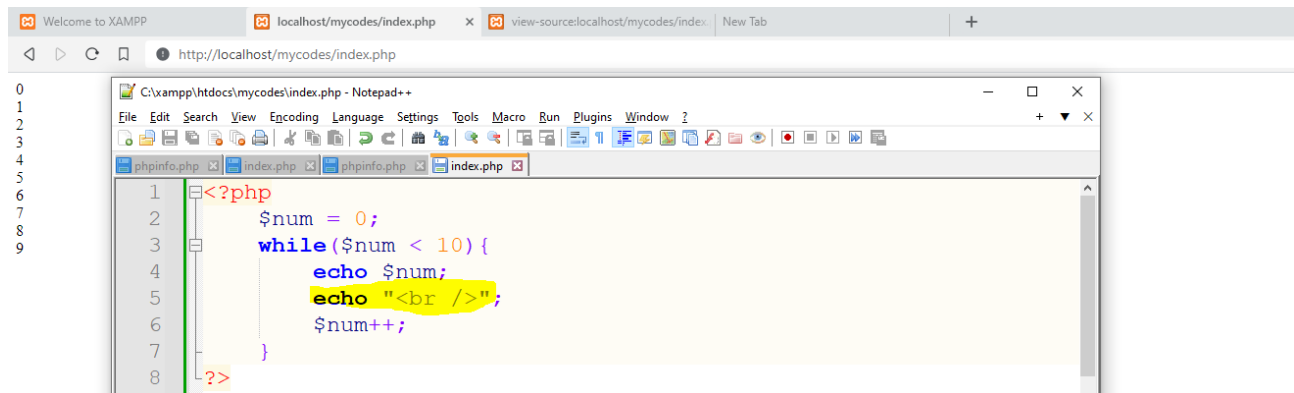 Welcome to XAMPP localhost/mycodes/index.php × view-source:localhost/mycodes/index. New Tab +
http://localhost/mycodes/index.php
0
1
2
3
4
5
6
7
8
9
C:\xampp\htdocs\mycodes\index.php - Notepad++
File Edit Search View Encoding Language Settings Tools Macro Run Plugins Window ?
phpinfo.php index.php phpinfo.php index.php
1 <?php
2 $num = 0;
3 while($num < 10){
4 echo $num;
5 echo "<br />";
6 $num++;
7 }
8 ?>